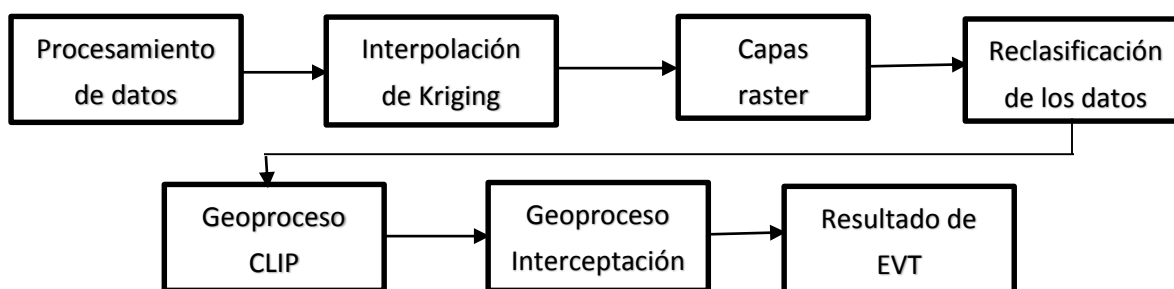 Procesamiento
de datos
Interpolación
de Kriging
Capas
raster
Reclasificación
de los datos
Geoproceso
CLIP
Geoproceso
Interceptación
Resultado de
EVT